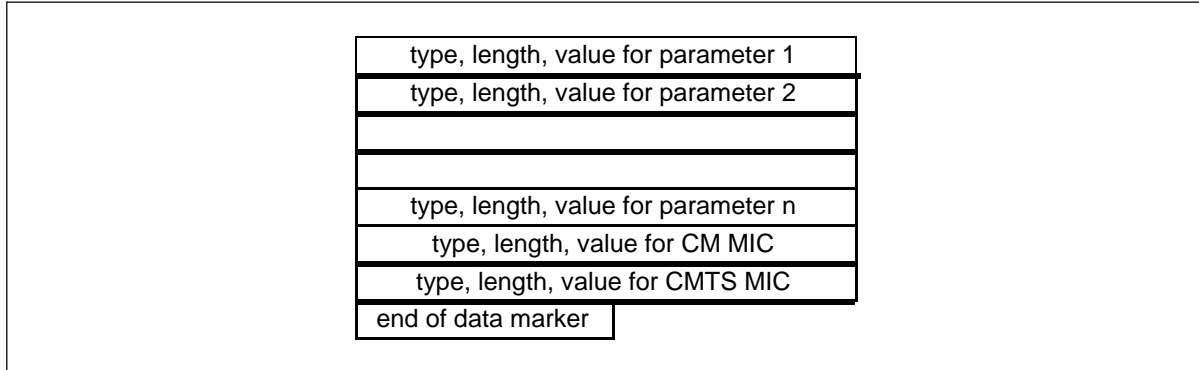 type, length, value for parameter 1
type, length, value for parameter 2
type, length, value for parameter n
type, length, value for CM MIC
type, length, value for CMTS MIC
end of data marker